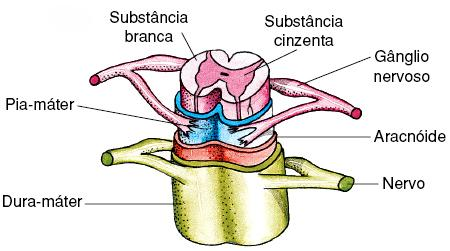 Substância
branca
Substância
cinzenta
Gânglio
nervoso
Pia-máter
Aracnóide
Nervo
Dura-máter